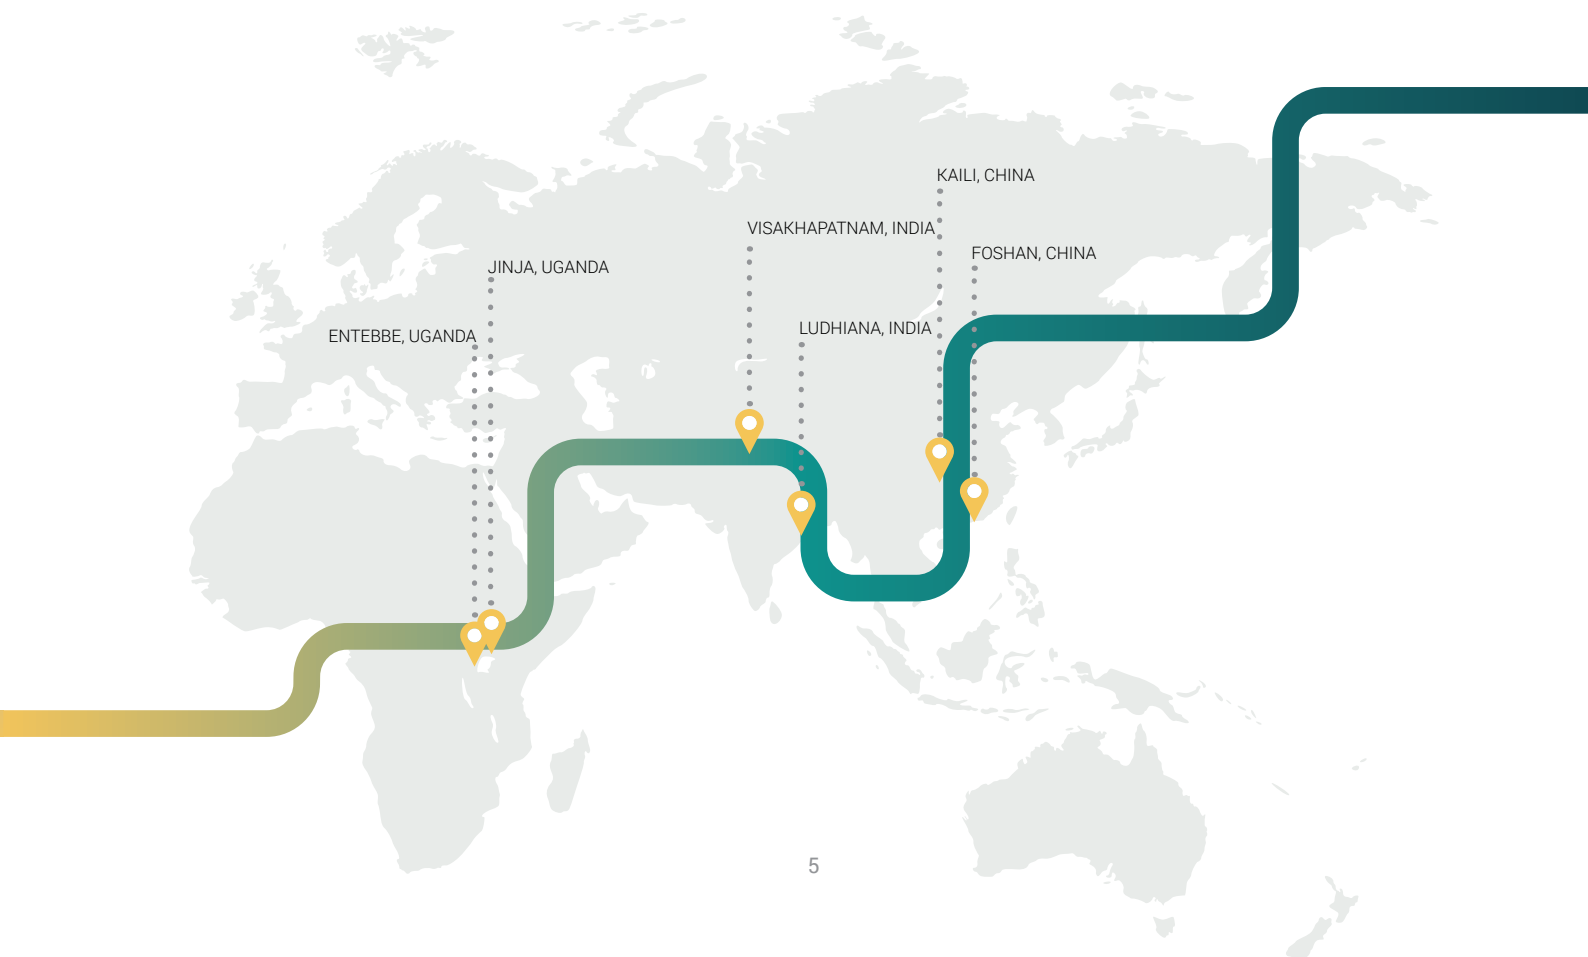 KAILI, CHINA
VISAKHAPATNAM, INDIA
FOSHAN, CHINA
JINJA, UGANDA
LUDHIANA, INDIA
ENTEBBE, UGANDA
5